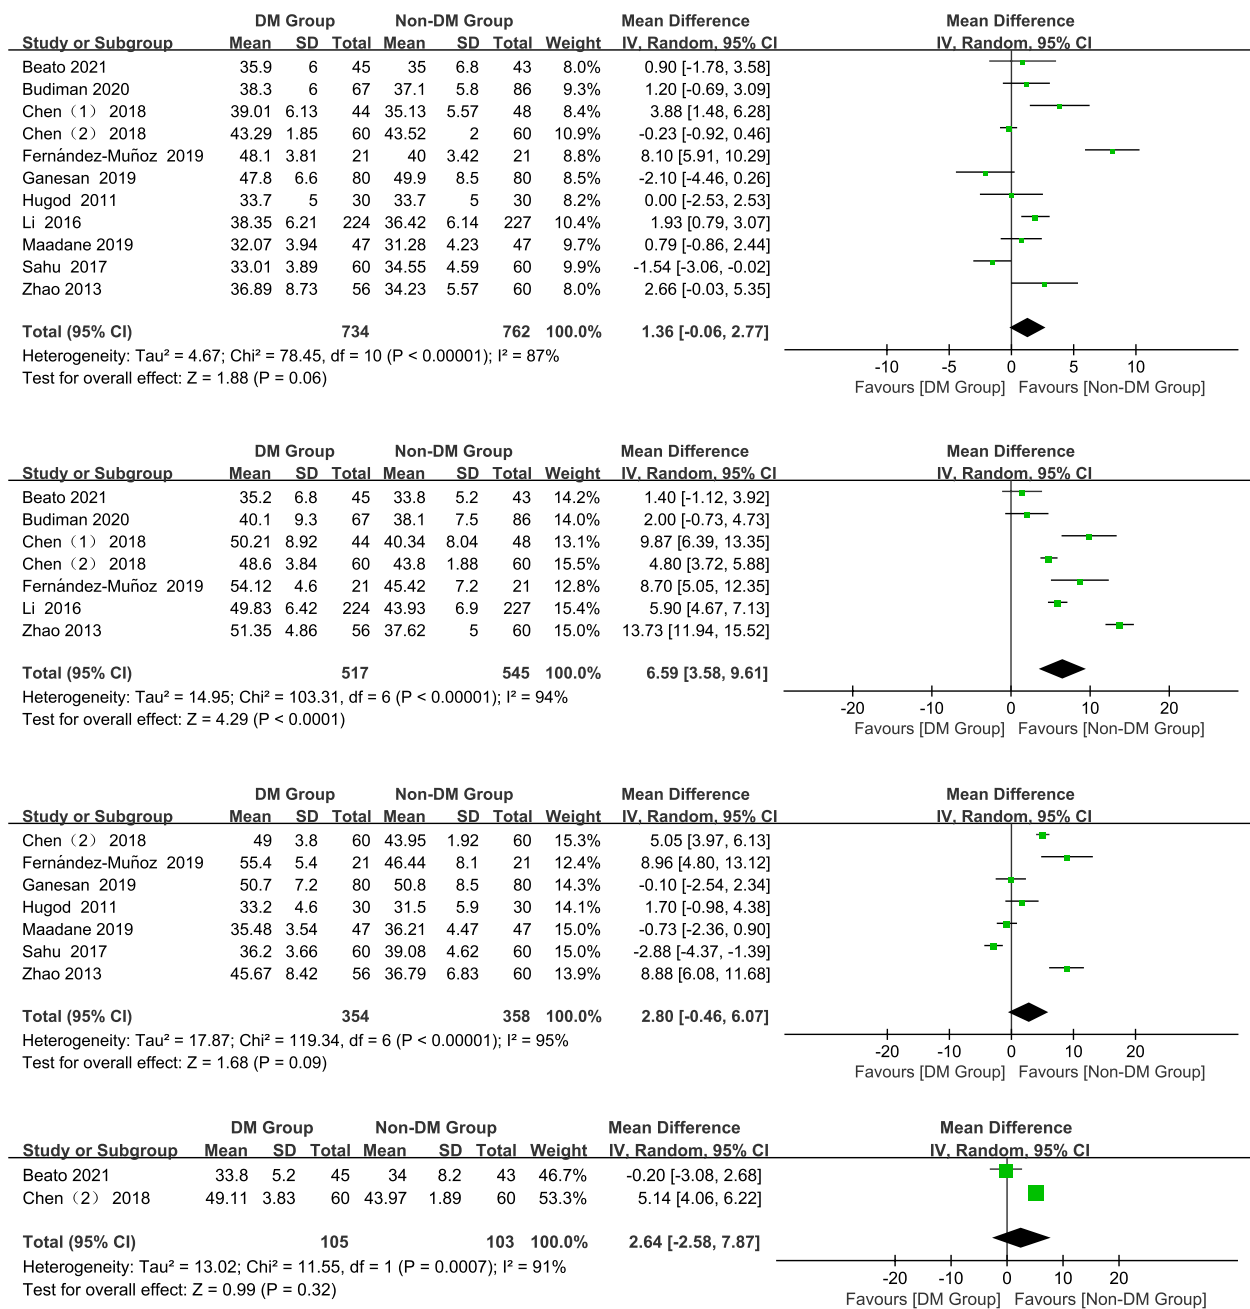 DM Group Non-DM Group Mean Difference Mean Difference
Study or Subgroup Mean SD Total Mean SD Total Weight IV, Random, 95% CI IV, Random, 95% CI
Beato 2021 35.9 6 45 35 6.8 43 8.0% 0.90 [-1.78, 3.58]
Budiman 2020 38.3 6 67 37.1 5.8 86 9.3% 1.20 [-0.69, 3.09]
Chen（1）2018 39.01 6.13 44 35.13 5.57 48 8.4% 3.88 [1.48, 6.28]
Chen（2）2018 43.29 1.85 60 43.52 2 60 10.9% -0.23 [-0.92, 0.46]
Fernández-Muñoz 2019 48.1 3.81 21 40 3.42 21 8.8% 8.10 [5.91, 10.29]
Ganesan 2019 47.8 6.6 80 49.9 8.5 80 8.5% -2.10 [-4.46, 0.26]
Hugod 2011 33.7 5 30 33.7 5 30 8.2% 0.00 [-2.53, 2.53]
Li 2016 38.35 6.21 224 36.42 6.14 227 10.4% 1.93 [0.79, 3.07]
Maadane 2019 32.07 3.94 47 31.28 4.23 47 9.7% 0.79 [-0.86, 2.44]
Sahu 2017 33.01 3.89 60 34.55 4.59 60 9.9% -1.54 [-3.06, -0.02]
Zhao 2013 36.89 8.73 56 34.23 5.57 60 8.0% 2.66 [-0.03, 5.35]
Total (95% CI) 734 762 100.0% 1.36 [-0.06, 2.77]
Heterogeneity: Tau² = 4.67; Chi² = 78.45, df = 10 (P < 0.00001); I² = 87%
Test for overall effect: Z = 1.88 (P = 0.06)
-10 -5 0 5 10
Favours [DM Group] Favours [Non-DM Group]
DM Group Non-DM Group Mean Difference Mean Difference
Study or Subgroup Mean SD Total Mean SD Total Weight IV, Random, 95% CI IV, Random, 95% CI
Beato 2021 35.2 6.8 45 33.8 5.2 43 14.2% 1.40 [-1.12, 3.92]
Budiman 2020 40.1 9.3 67 38.1 7.5 86 14.0% 2.00 [-0.73, 4.73]
Chen（1）2018 50.21 8.92 44 40.34 8.04 48 13.1% 9.87 [6.39, 13.35]
Chen（2）2018 48.6 3.84 60 43.8 1.88 60 15.5% 4.80 [3.72, 5.88]
Fernández-Muñoz 2019 54.12 4.6 21 45.42 7.2 21 12.8% 8.70 [5.05, 12.35]
Li 2016 49.83 6.42 224 43.93 6.9 227 15.4% 5.90 [4.67, 7.13]
Zhao 2013 51.35 4.86 56 37.62 5 60 15.0% 13.73 [11.94, 15.52]
Total (95% CI) 517 545 100.0% 6.59 [3.58, 9.61]
Heterogeneity: Tau² = 14.95; Chi² = 103.31, df = 6 (P < 0.00001); I² = 94%
Test for overall effect: Z = 4.29 (P < 0.0001)
-20 -10 0 10 20
Favours [DM Group] Favours [Non-DM Group]
DM Group Non-DM Group Mean Difference Mean Difference
Study or Subgroup Mean SD Total Mean SD Total Weight IV, Random, 95% CI IV, Random, 95% CI
Chen（2）2018 49 3.8 60 43.95 1.92 60 15.3% 5.05 [3.97, 6.13]
Fernández-Muñoz 2019 55.4 5.4 21 46.44 8.1 21 12.4% 8.96 [4.80, 13.12]
Ganesan 2019 50.7 7.2 80 50.8 8.5 80 14.3% -0.10 [-2.54, 2.34]
Hugod 2011 33.2 4.6 30 31.5 5.9 30 14.1% 1.70 [-0.98, 4.38]
Maadane 2019 35.48 3.54 47 36.21 4.47 47 15.0% -0.73 [-2.36, 0.90]
Sahu 2017 36.2 3.66 60 39.08 4.62 60 15.0% -2.88 [-4.37, -1.39]
Zhao 2013 45.67 8.42 56 36.79 6.83 60 13.9% 8.88 [6.08, 11.68]
Total (95% CI) 354 358 100.0% 2.80 [-0.46, 6.07]
Heterogeneity: Tau² = 17.87; Chi² = 119.34, df = 6 (P < 0.00001); I² = 95%
Test for overall effect: Z = 1.68 (P = 0.09)
-20 -10 0 10 20
Favours [DM Group] Favours [Non-DM Group]
DM Group Non-DM Group Mean Difference Mean Difference
Study or Subgroup Mean SD Total Mean SD Total Weight IV, Random, 95% CI IV, Random, 95% CI
Beato 2021 33.8 5.2 45 34 8.2 43 46.7% -0.20 [-3.08, 2.68]
Chen（2）2018 49.11 3.83 60 43.97 1.89 60 53.3% 5.14 [4.06, 6.22]
Total (95% CI) 105 103 100.0% 2.64 [-2.58, 7.87]
Heterogeneity: Tau² = 13.02; Chi² = 11.55, df = 1 (P = 0.0007); I² = 91%
Test for overall effect: Z = 0.99 (P = 0.32)
-20 -10 0 10 20
Favours [DM Group] Favours [Non-DM Group]